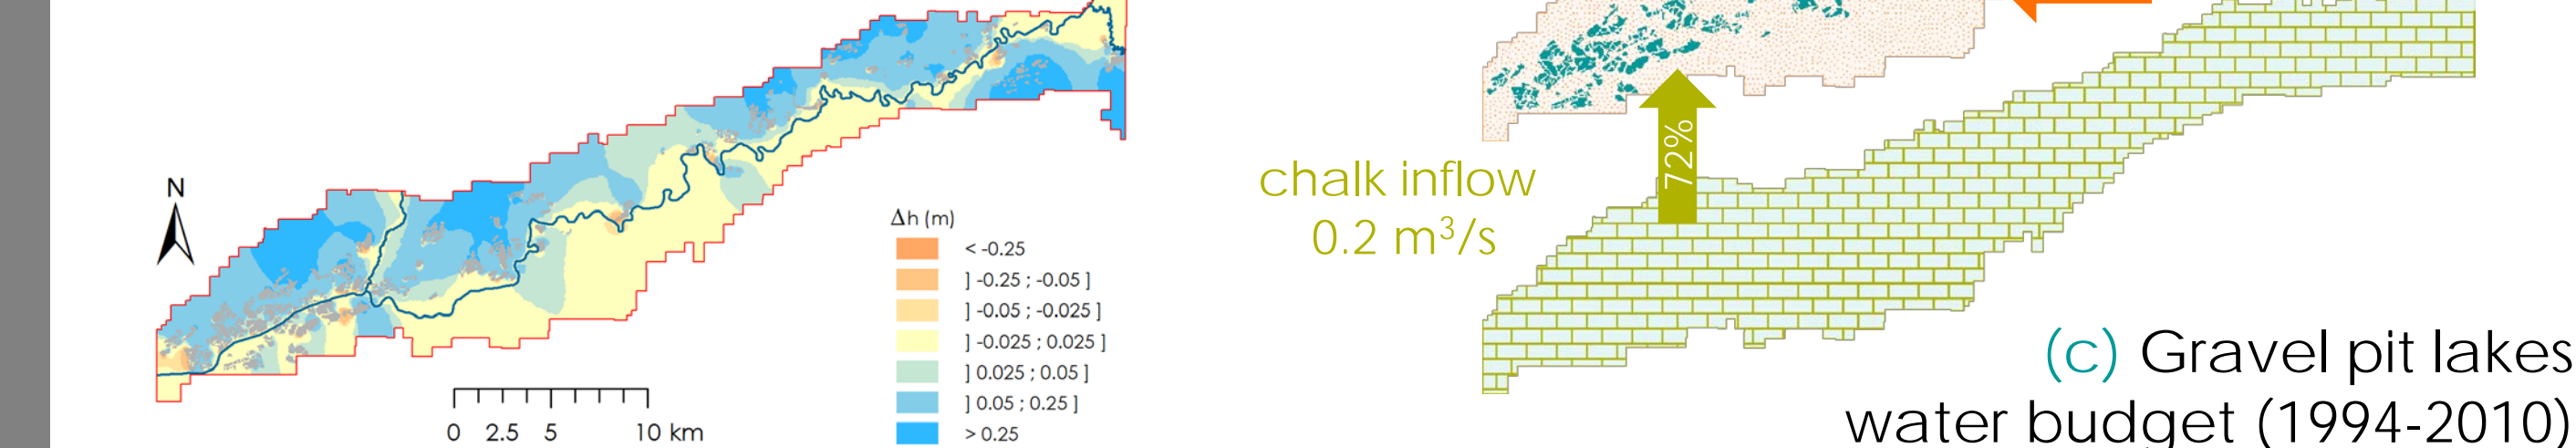 N
Δh (m)
< -0.25
] -0.25 ; -0.05 ]
] -0.05 ; -0.025 ]
] -0.025 ; 0.025 ]
] 0.025 ; 0.05 ]
] 0.05 ; 0.25 ]
> 0.25
0 2.5 5 10 km
72%
chalk inflow
0.2 m³/s
(c) Gravel pit lakes
water budget (1994-2010)